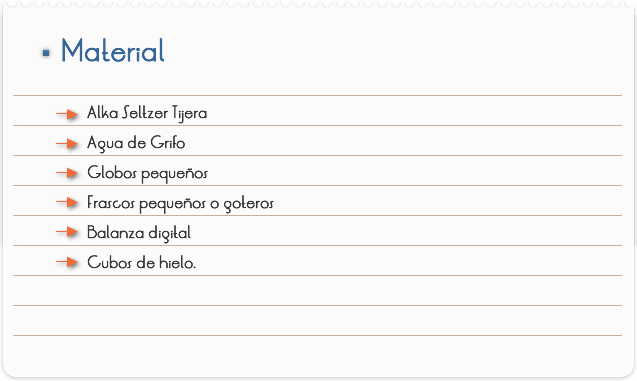 Material
Alka Seltzer Tijera
Agua de Grifo
Globos pequeños
Frascos pequeños o goteros
Balanza digital
Cubos de hielo.